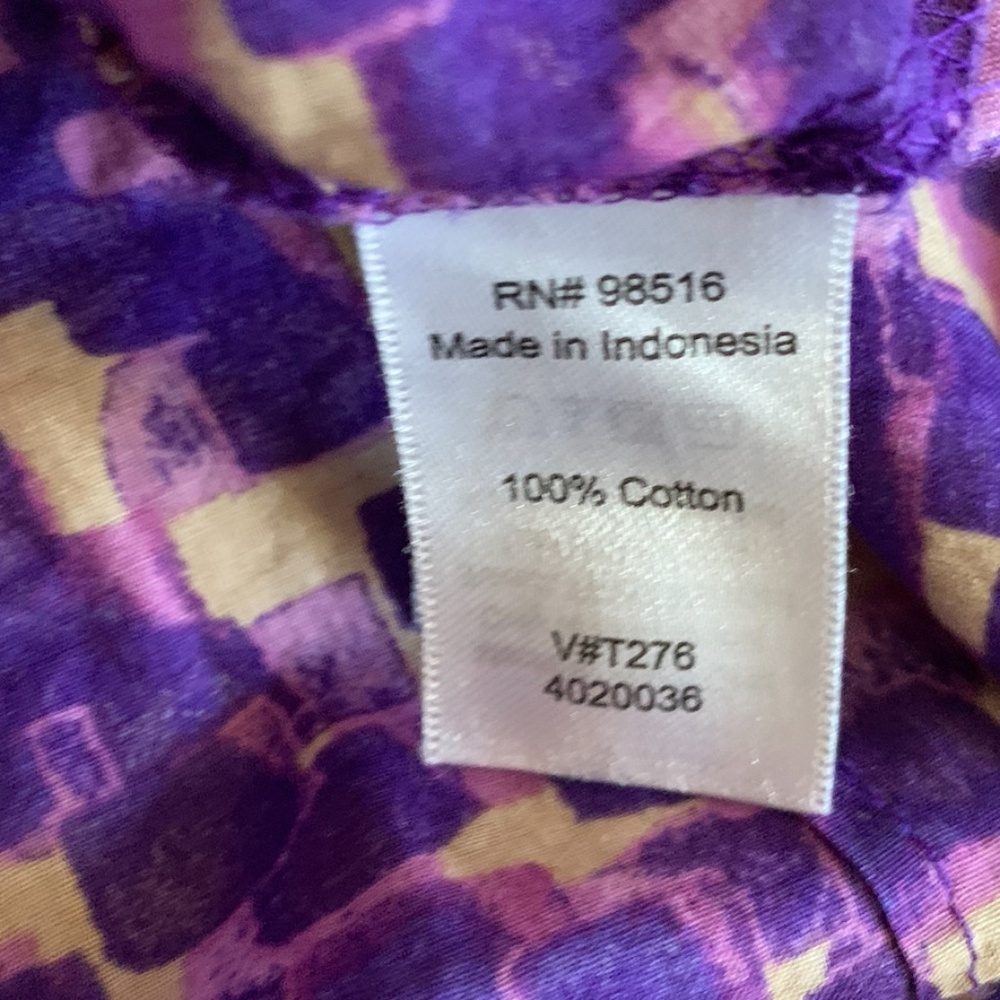 RN# 98516
Made in Indonesia
100% Cotton
V#T276
4020036